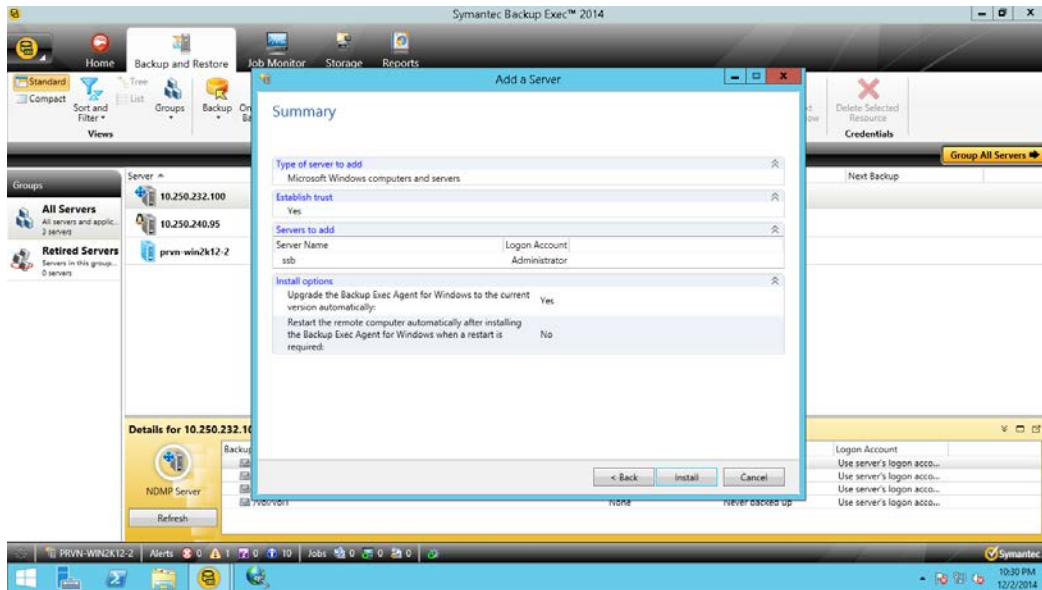 Symantec Backup Exec™ 2014
Home
Backup and Restore
Job Monitor
Storage
Reports
Standard
Compact
Sort and Filter
Tree
List
Groups
Backup
Views
Delete Selected Resource
Credentials
Group All Servers
Groups
All Servers
All servers and applic...
3 servers
Retired Servers
Servers in this group...
0 servers
Server
10.250.232.100
10.250.240.95
prvn-win2k12-2
Next Backup
Add a Server
Summary
Type of server to add
Microsoft Windows computers and servers
Establish trust
Yes
Servers to add
Server Name Logon Account
ssb Administrator
Install options
Upgrade the Backup Exec Agent for Windows to the current version automatically: Yes
Restart the remote computer automatically after installing the Backup Exec Agent for Windows when a restart is required: No
< Back
Install
Cancel
Details for 10.250.232.10
NDMP Server
Refresh
Backup
Logon Account
Use server's logon acco...
Use server's logon acco...
Use server's logon acco...
/vol/vol1 None Never backed up Use server's logon acco...
PRVN-WIN2K12-2 Alerts 0 1 0 10 Jobs 0 0 0
Symantec
10:30 PM
12/2/2014